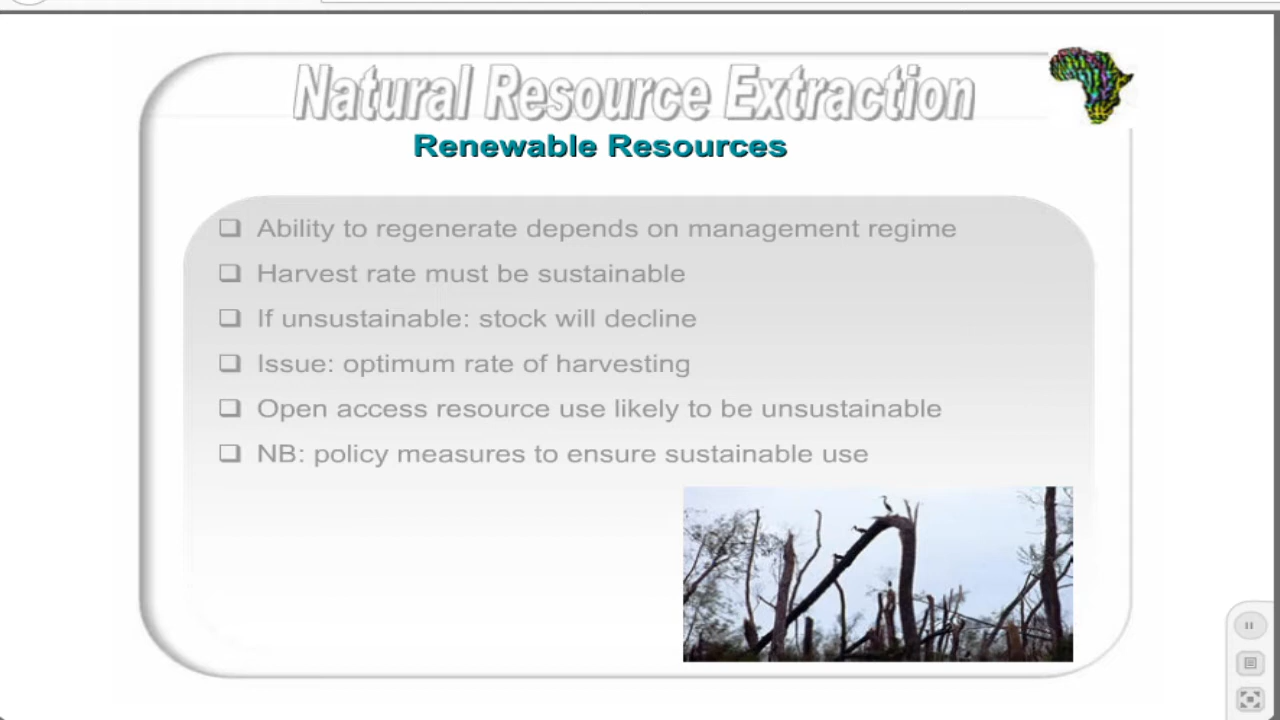 Natural Resource Extraction
Renewable Resources
Ability to regenerate depends on management regime
Harvest rate must be sustainable
If unsustainable: stock will decline
Issue: optimum rate of harvesting
Open access resource use likely to be unsustainable
NB: policy measures to ensure sustainable use